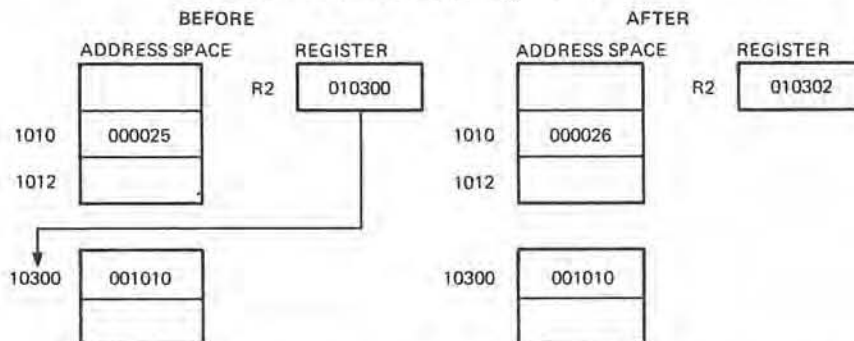 BEFORE
AFTER
ADDRESS SPACE REGISTER
ADDRESS SPACE REGISTER
R2 010300
R2 010302
1010 000025
1010 000026
1012
1012
10300 001010
10300 001010